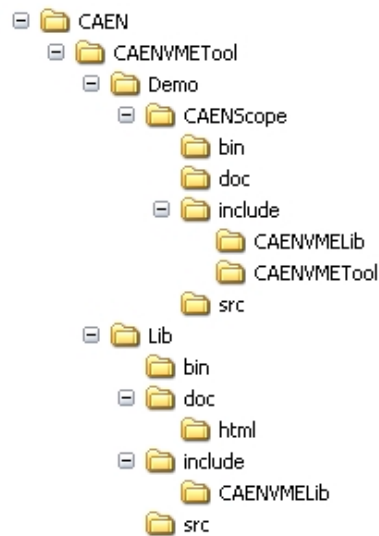 CAEN
CAENVMETool
Demo
CAENScope
bin
doc
include
CAENVMELib
CAENVMETool
src
Lib
bin
doc
html
include
CAENVMELib
src